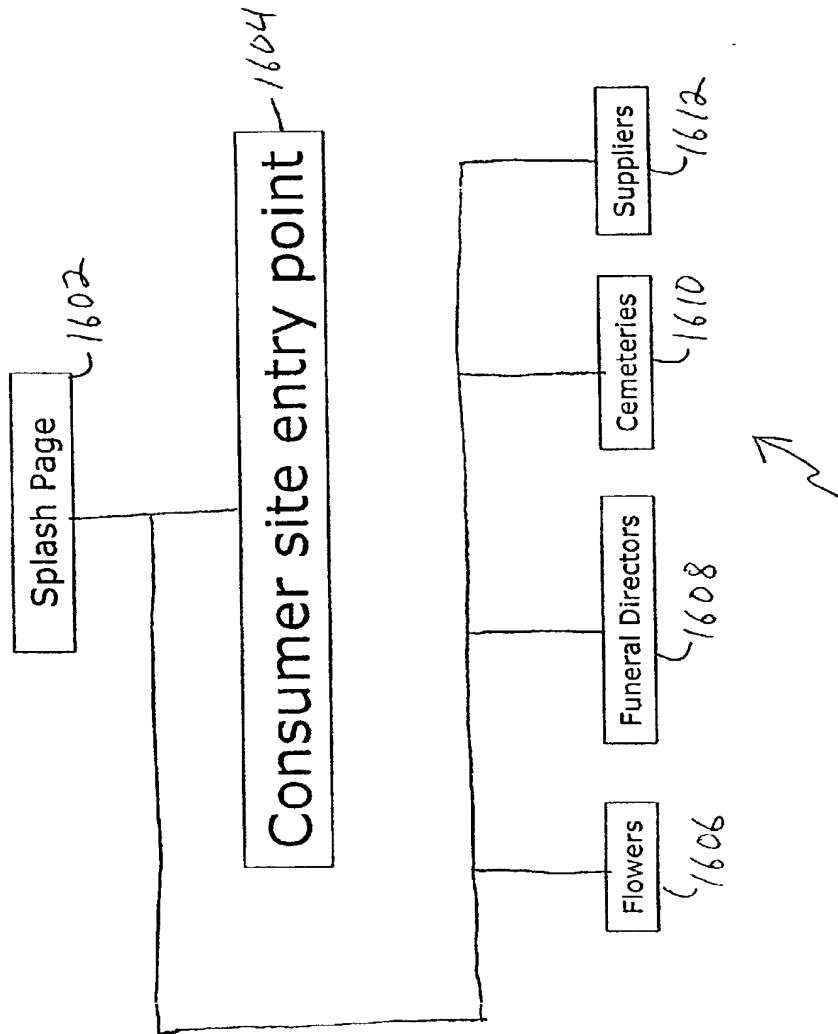 Splash Page
1602
Consumer site entry point
1604
Flowers
1606
Funeral Directors
1608
Cemeteries
1610
Suppliers
1612